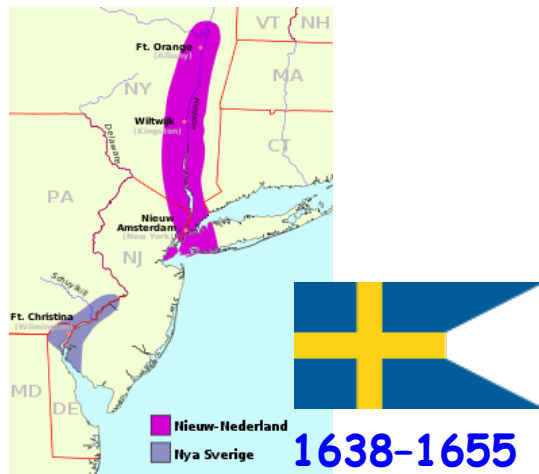 VT
NH
Ft. Orange
(Albany)
MA
NY
Hudson
Wiltwijk
(Kingston)
Delaware
CT
PA
Nieuw
Amsterdam
(New York)
NJ
Schuylkill
Ft. Christina
(Wilmington)
MD
DE
Nieuw-Nederland
Nya Sverige
1638-1655